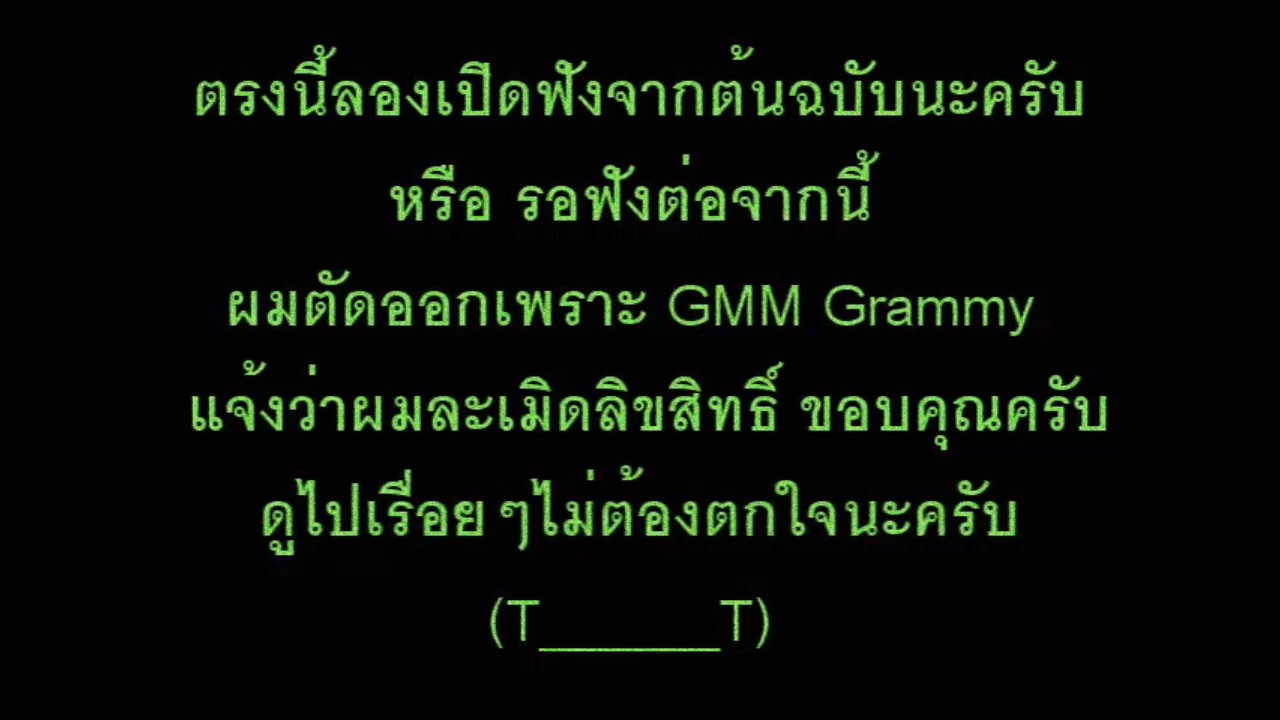 ตรงนี้ลองเปิดฟังจากต้นฉบับนะครับ
หรือ รอฟังต่อจากนี้
ผมตัดออกเพราะ GMM Grammy
แจ้งว่าผมละเมิดลิขสิทธิ์ ขอบคุณครับ
ดูไปเรื่อยๆไม่ต้องตกใจนะครับ
(T______T)